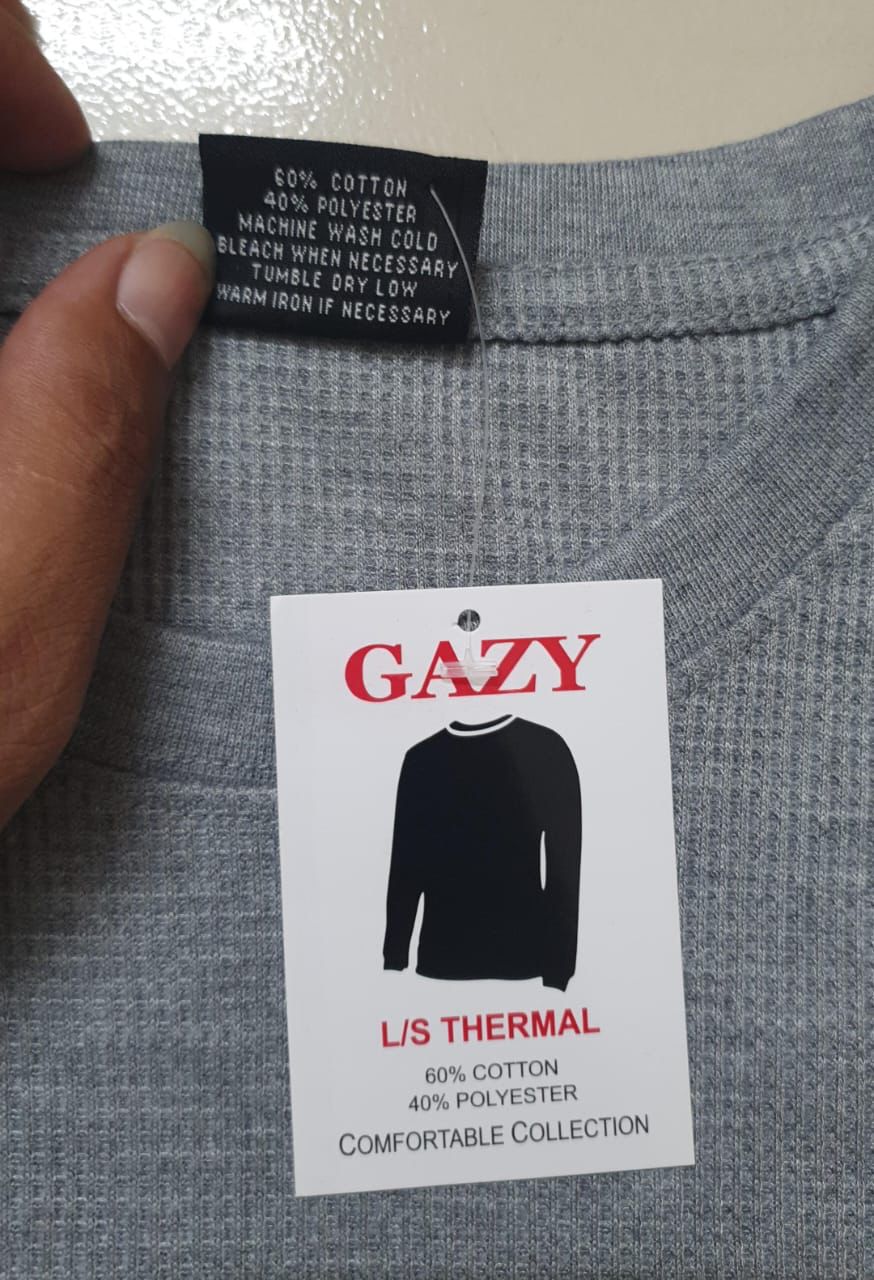 60% COTTON
40% POLYESTER
MACHINE WASH COLD
BLEACH WHEN NECESSARY
TUMBLE DRY LOW
WARM IRON IF NECESSARY
GAZY
L/S THERMAL
60% COTTON
40% POLYESTER
COMFORTABLE COLLECTION